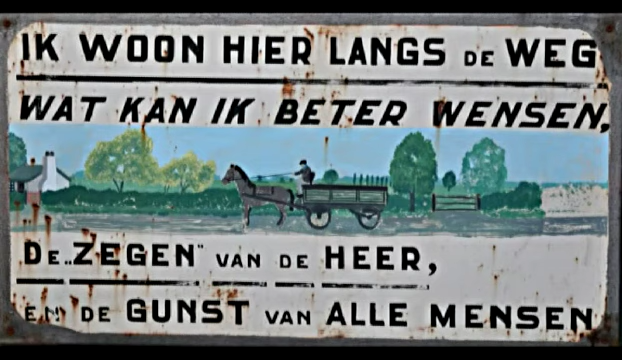 IK WOON HIER LANGS DE WEG
WAT KAN IK BETER WENSEN,
DE „ZEGEN" VAN DE HEER,
EN DE GUNST VAN ALLE MENSEN